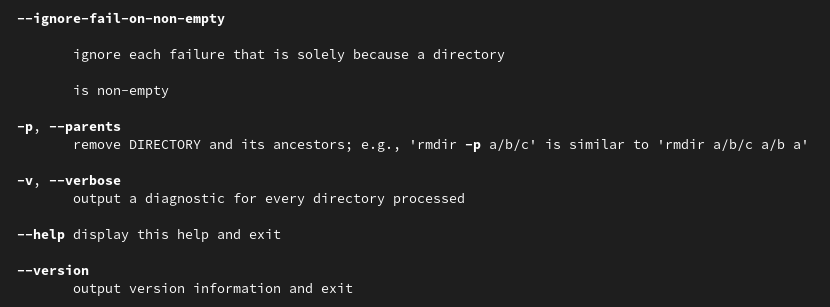 --ignore-fail-on-non-empty
ignore each failure that is solely because a directory
is non-empty
-p, --parents
remove DIRECTORY and its ancestors; e.g., 'rmdir -p a/b/c' is similar to 'rmdir a/b/c a/b a'
-v, --verbose
output a diagnostic for every directory processed
--help display this help and exit
--version
output version information and exit